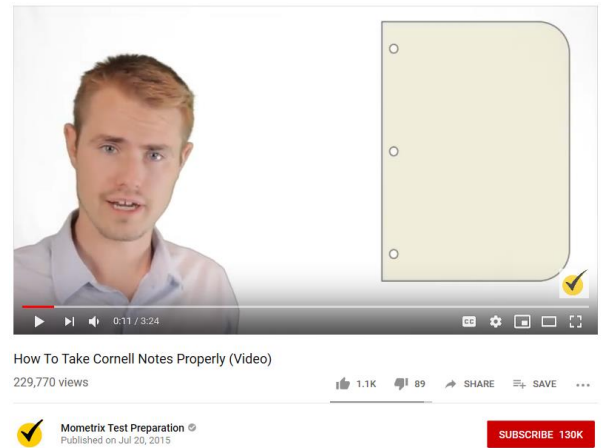 0:11 / 3:24
CC
How To Take Cornell Notes Properly (Video)
229,770 views
1.1K 89 SHARE SAVE
Mometrix Test Preparation
Published on Jul 20, 2015
SUBSCRIBE 130K